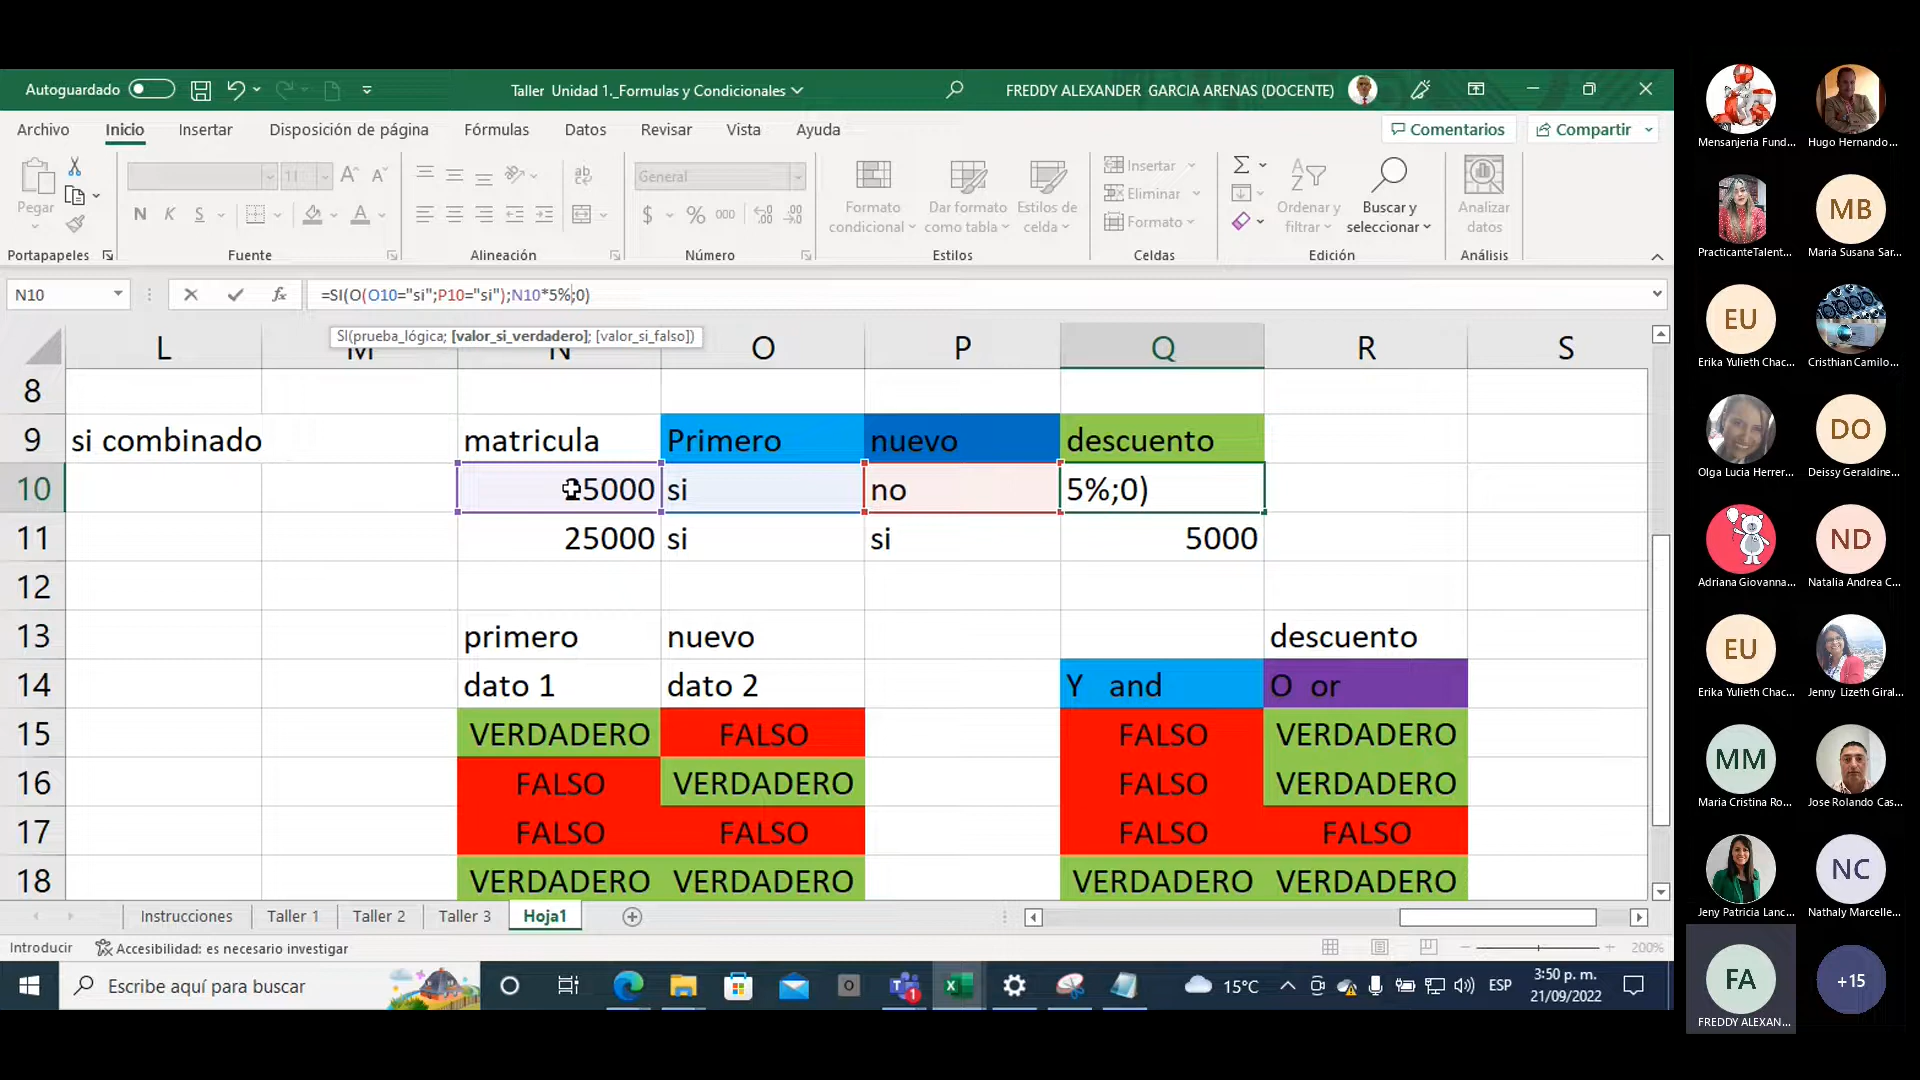 Autoguardado
Taller Unidad 1._Formulas y Condicionales
FREDDY ALEXANDER GARCIA ARENAS (DOCENTE)
Archivo Inicio Insertar Disposición de página Fórmulas Datos Revisar Vista Ayuda Comentarios Compartir
Pegar
Portapapeles
11
N K S
Fuente
ab
Alineación
General
$ % 000
Número
Formato condicional
Dar formato como tabla
Estilos de celda
Estilos
Insertar
Eliminar
Formato
Celdas
Ordenar y filtrar
Buscar y seleccionar
Edición
Analizar datos
Análisis
N10
fx
=SI(O(O10="si";P10="si");N10*5%;0)
SI(prueba_lógica; [valor_si_verdadero]; [valor_si_falso])
L M N O P Q R S
8
9 si combinado matricula Primero nuevo descuento
10 25000 si no 5%;0)
11 25000 si si 5000
12
13 primero nuevo descuento
14 dato 1 dato 2 Y and O or
15 VERDADERO FALSO FALSO VERDADERO
16 FALSO VERDADERO FALSO VERDADERO
17 FALSO FALSO FALSO FALSO
18 VERDADERO VERDADERO VERDADERO VERDADERO
Instrucciones Taller 1 Taller 2 Taller 3 Hoja1
Introducir Accesibilidad: es necesario investigar 200%
Escribe aquí para buscar
1
15°C
ESP
3:50 p. m.
21/09/2022
Mensanjeria Fund...
Hugo Hernando...
PracticanteTalent...
MB
Maria Susana Sar...
EU
Erika Yulieth Chac...
Cristhian Camilo...
Olga Lucia Herrer...
DO
Deissy Geraldine...
Adriana Giovanna...
ND
Natalia Andrea C...
EU
Erika Yulieth Chac...
Jenny Lizeth Giral...
MM
Maria Cristina Ro...
Jose Rolando Cas...
Jeny Patricia Lanc...
NC
Nathaly Marcelle...
FA
FREDDY ALEXAN...
+15